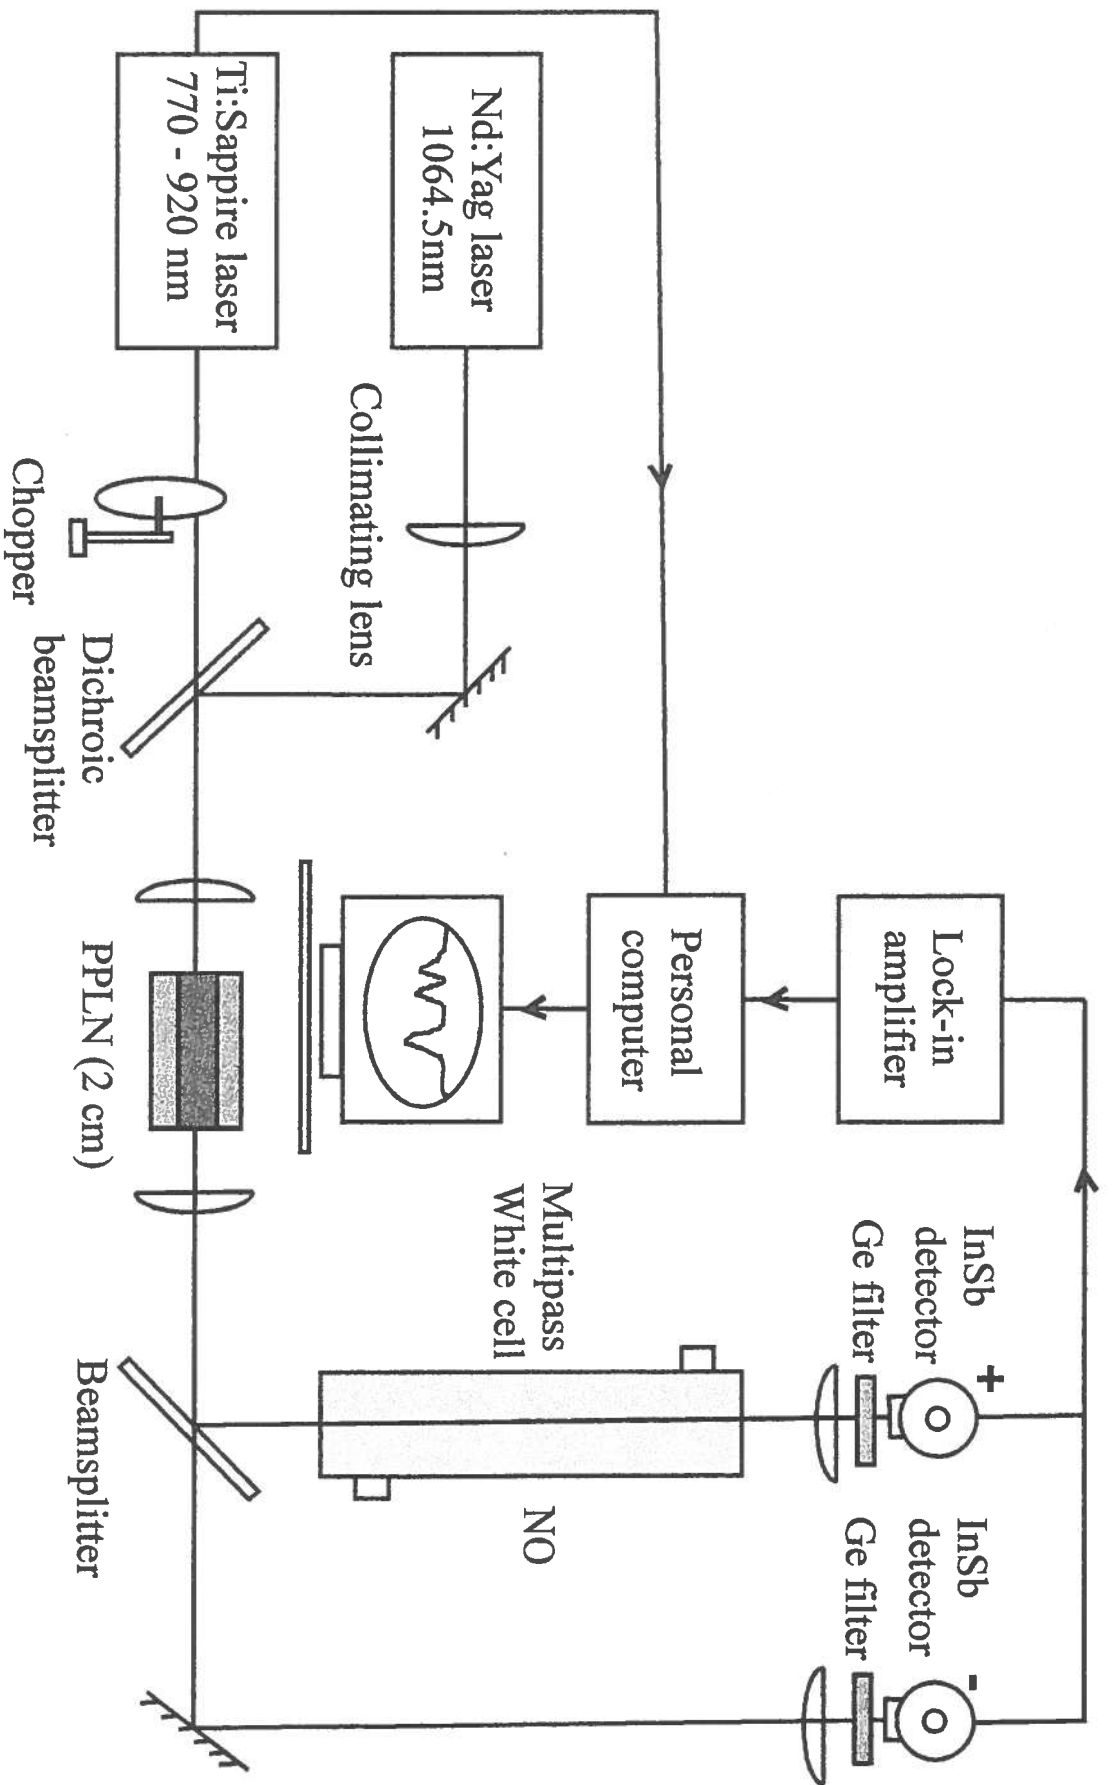 Lock-in
amplifier
InSb
detector
+
Ge filter
InSb
detector
-
Ge filter
Personal
computer
Nd:Yag laser
1064.5nm
Collimating lens
Multipass
White cell
NO
Ti:Sappire laser
770 - 920 nm
Chopper
Dichroic
beamsplitter
PPLN (2 cm)
Beamsplitter